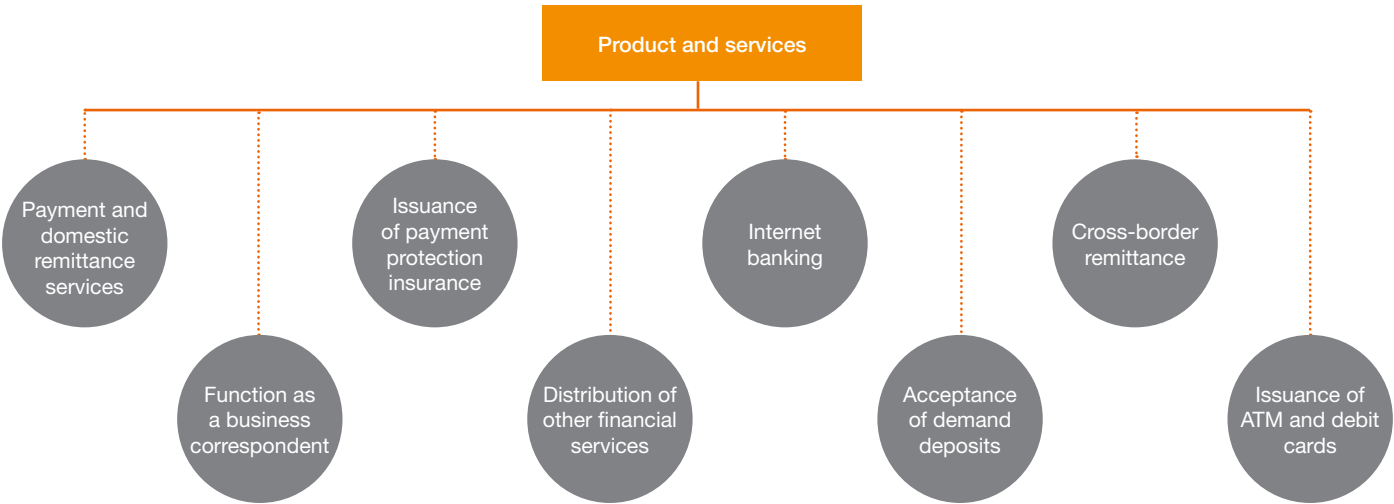 Product and services
Payment and
domestic
remittance
services
Function as
a business
correspondent
Issuance
of payment
protection
insurance
Distribution of
other financial
services
Internet
banking
Acceptance
of demand
deposits
Cross-border
remittance
Issuance of
ATM and debit
cards